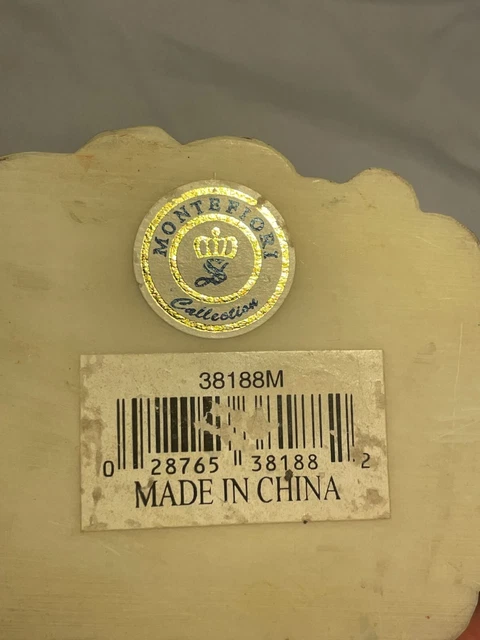 MONTEFIORI
S
Collection
38188M
0 28765 38188 2
MADE IN CHINA